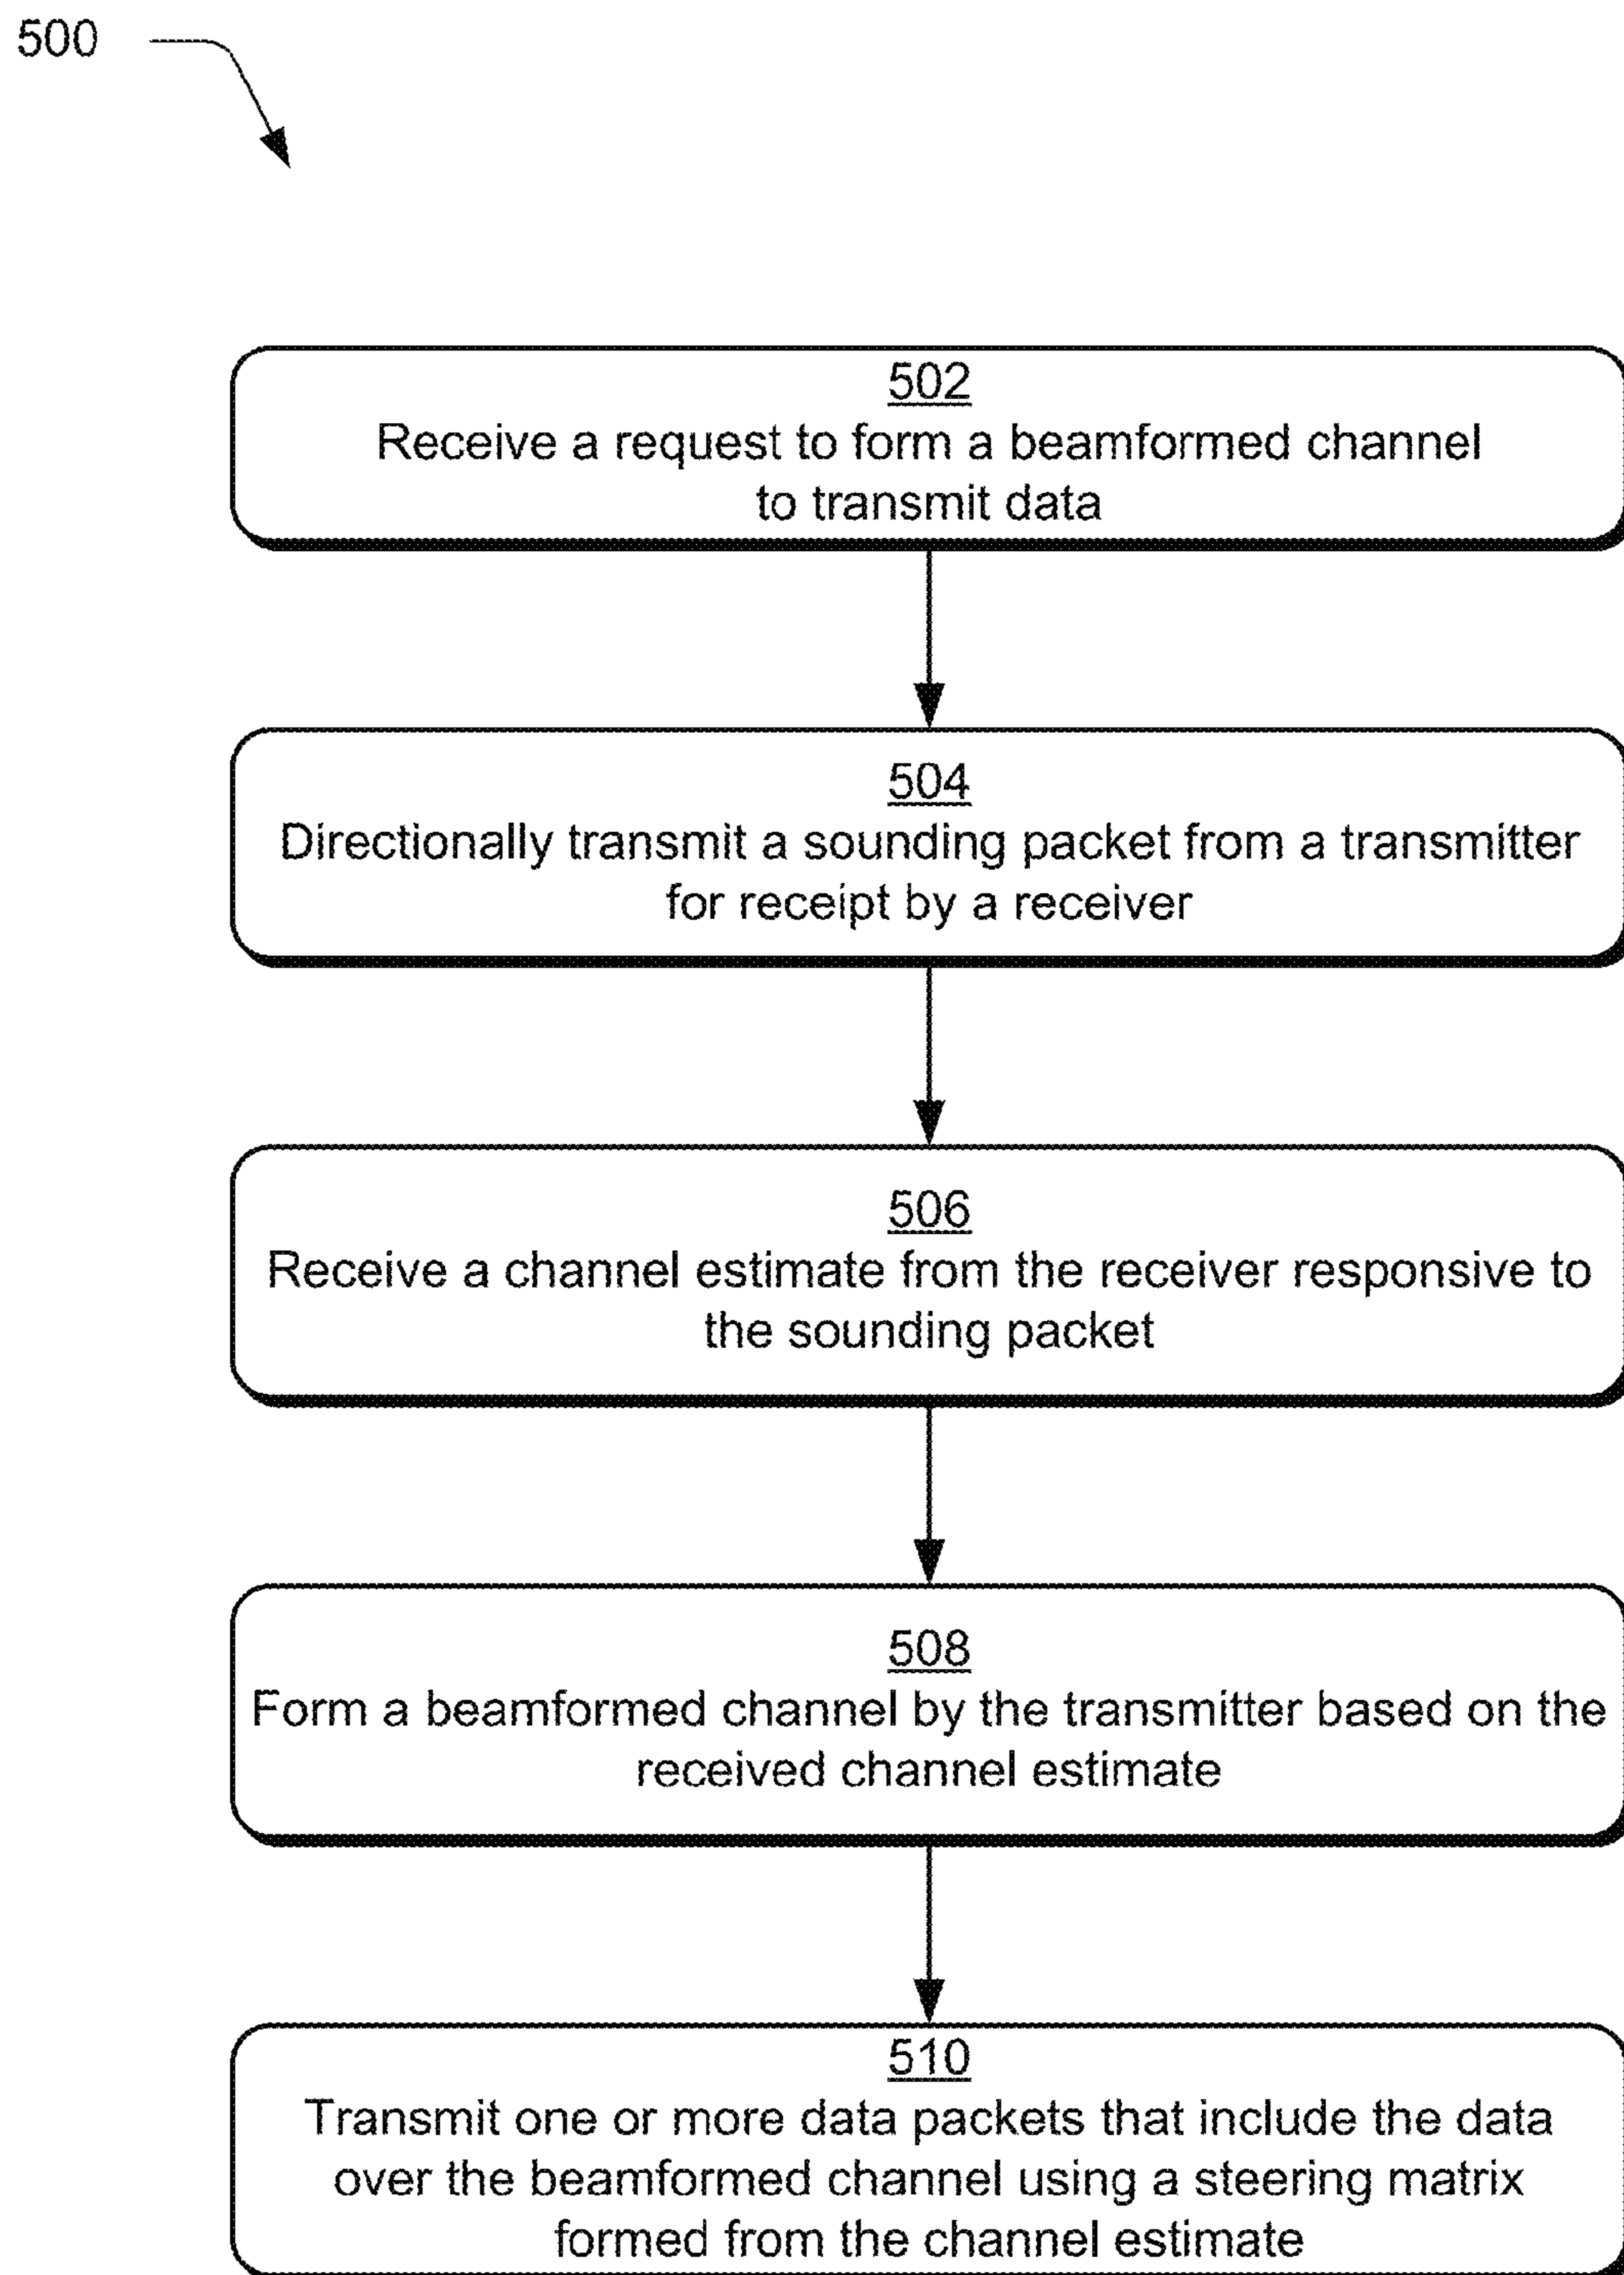 500
502
Receive a request to form a beamformed channel
to transmit data
504
Directionally transmit a sounding packet from a transmitter
for receipt by a receiver
506
Receive a channel estimate from the receiver responsive to
the sounding packet
508
Form a beamformed channel by the transmitter based on the
received channel estimate
510
Transmit one or more data packets that include the data
over the beamformed channel using a steering matrix
formed from the channel estimate